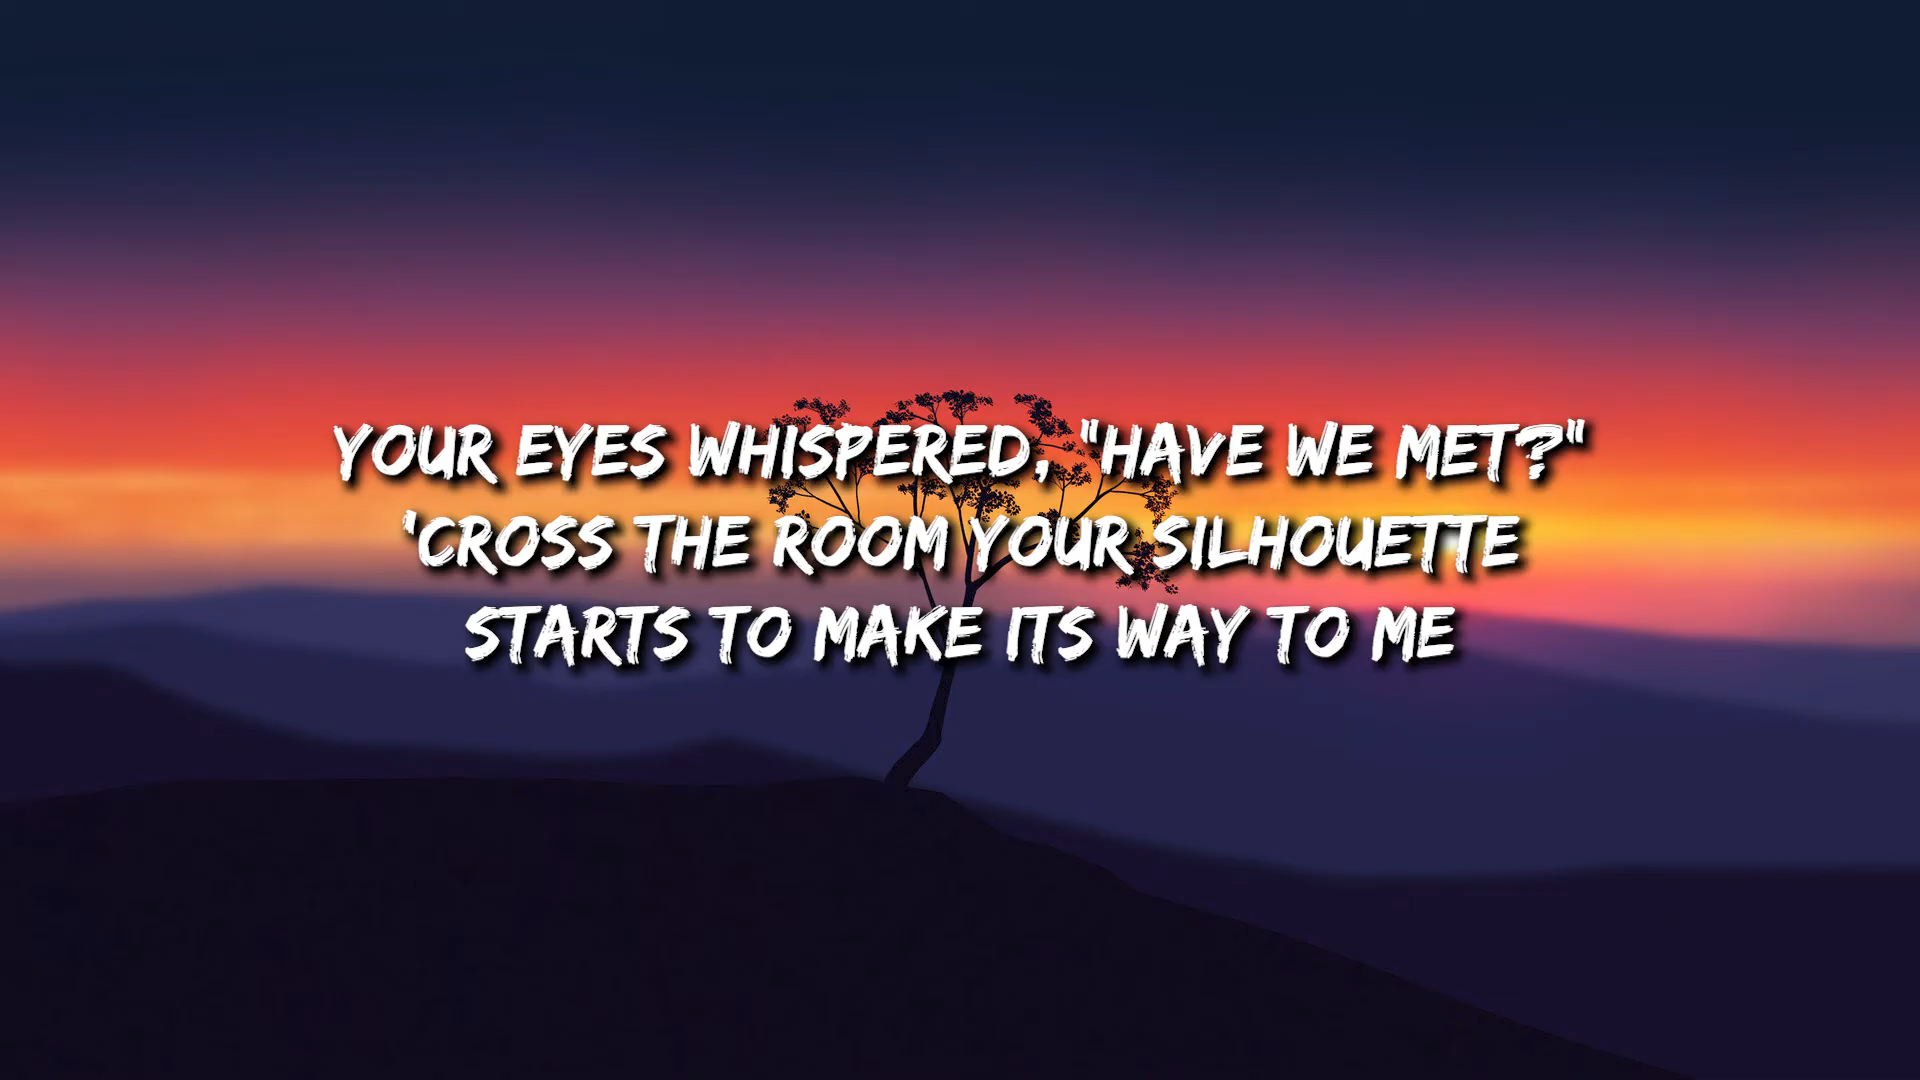 YOUR EYES WHISPERED, "HAVE WE MET?"
'CROSS THE ROOM YOUR SILHOUETTE
STARTS TO MAKE ITS WAY TO ME